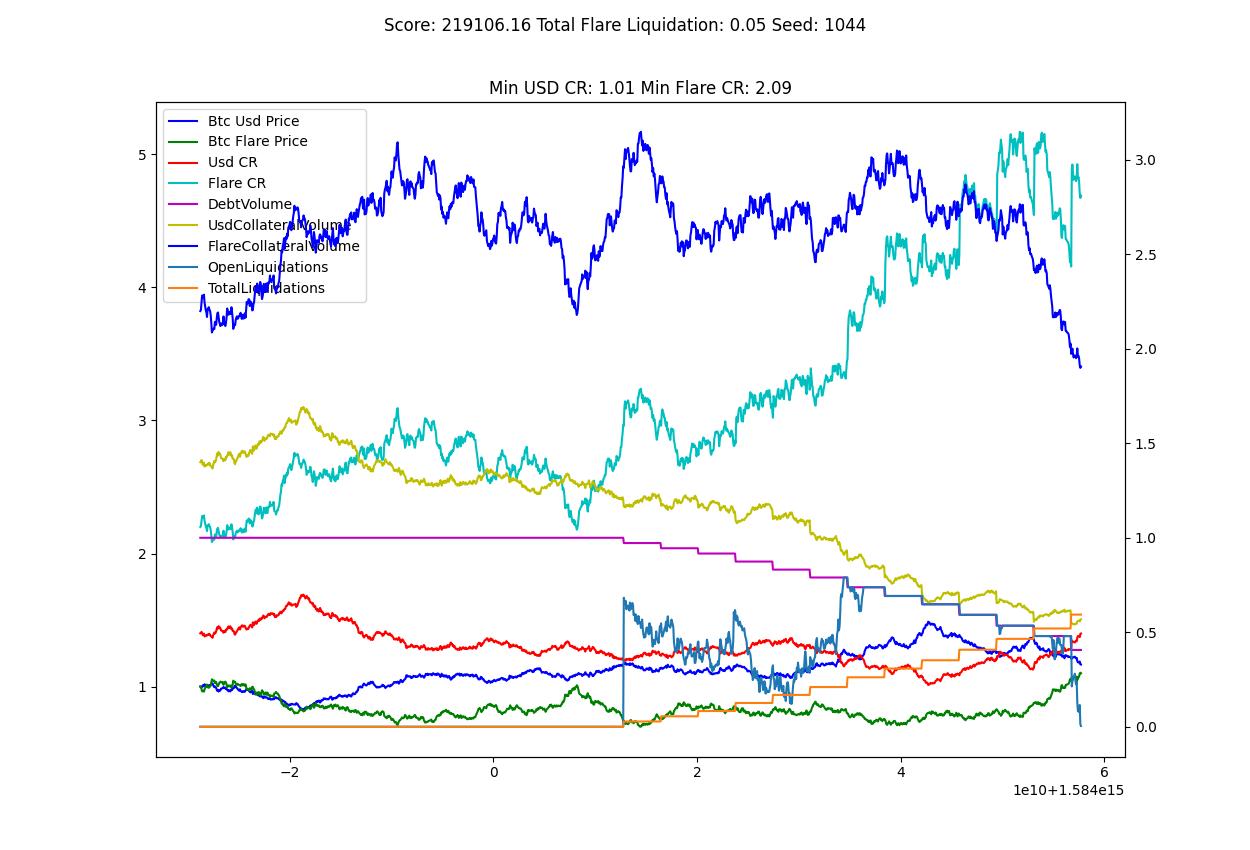 Score: 219106.16 Total Flare Liquidation: 0.05 Seed: 1044
Min USD CR: 1.01 Min Flare CR: 2.09
Btc Usd Price
Btc Flare Price
Usd CR
Flare CR
DebtVolume
UsdCollateralVolume
FlareCollateralVolume
OpenLiquidations
TotalLiquidations
5
4
3
2
1
3.0
2.5
2.0
1.5
1.0
0.5
0.0
−2
0
2
4
6
1e10+1.584e15